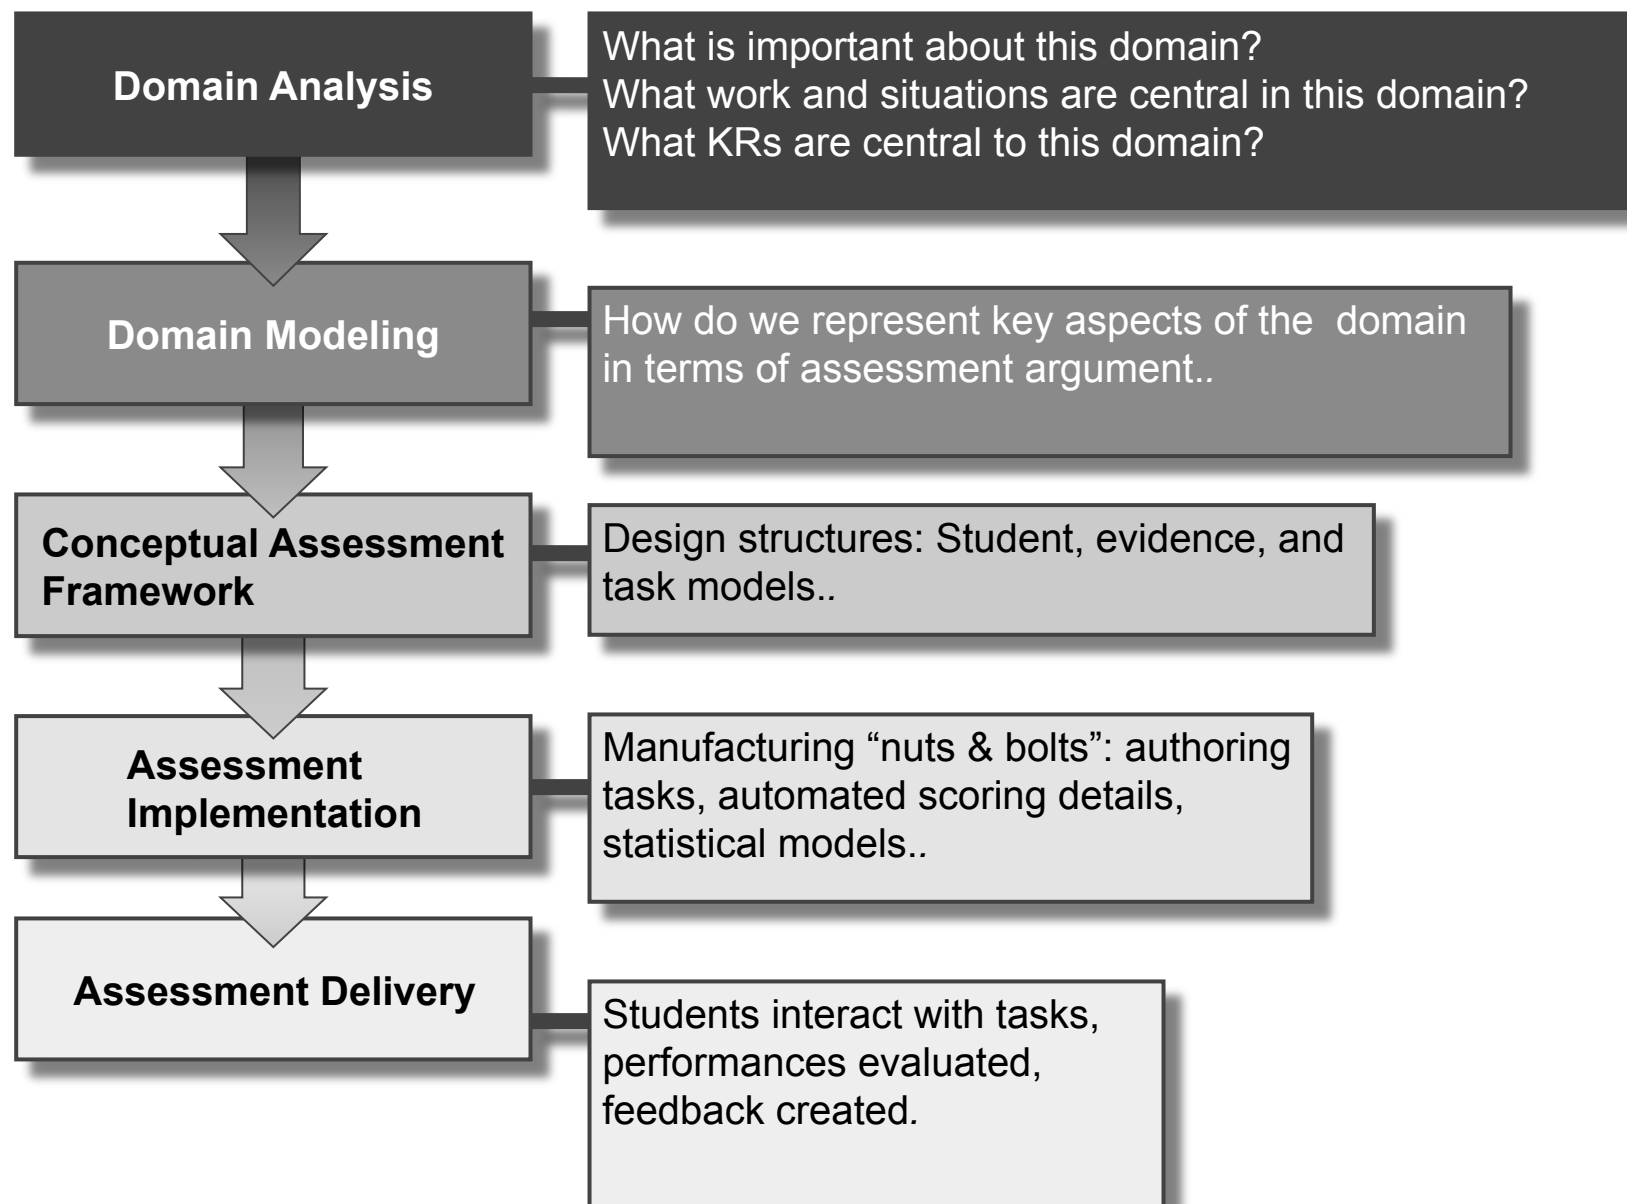 Domain Analysis
What is important about this domain?
What work and situations are central in this domain?
What KRs are central to this domain?
Domain Modeling
How do we represent key aspects of the  domain
in terms of assessment argument..
Conceptual Assessment
Framework
Design structures: Student, evidence, and
task models..
Assessment
Implementation
Manufacturing “nuts & bolts”: authoring
tasks, automated scoring details,
statistical models..
Assessment Delivery
Students interact with tasks,
performances evaluated,
feedback created.